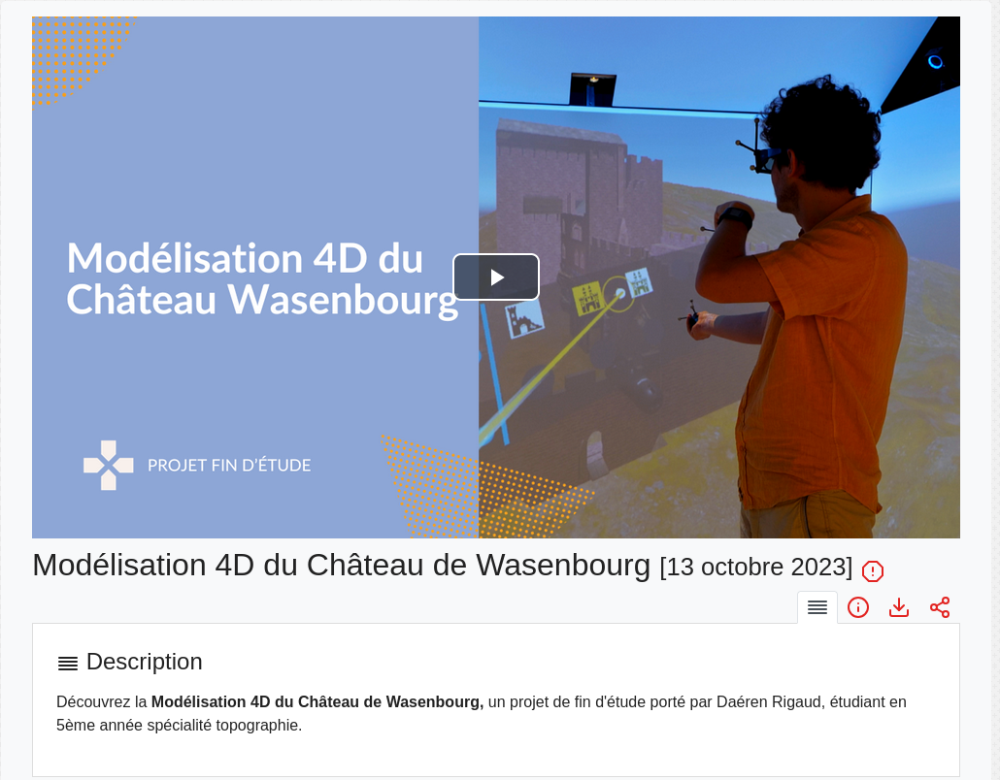 Modélisation 4D du
Château Wasenbourg
PROJET FIN D'ÉTUDE
Modélisation 4D du Château de Wasenbourg [13 octobre 2023]
Description
Découvrez la Modélisation 4D du Château de Wasenbourg, un projet de fin d'étude porté par Daéren Rigaud, étudiant en
5ème année spécialité topographie.